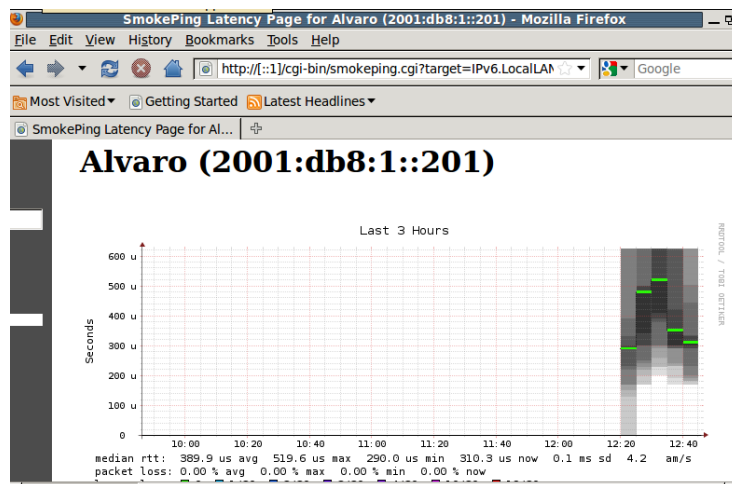 SmokePing Latency Page for Alvaro (2001:db8:1::201) - Mozilla Firefox
File Edit View History Bookmarks Tools Help
http://[::1]/cgi-bin/smokeping.cgi?target=IPv6.LocalLAN
Google
Most Visited Getting Started Latest Headlines
SmokePing Latency Page for Al...
Alvaro (2001:db8:1::201)
Last 3 Hours
RRDTOOL / TOBI OETIKER
Seconds
600 u
500 u
400 u
300 u
200 u
100 u
0
10:00 10:20 10:40 11:00 11:20 11:40 12:00 12:20 12:40
median rtt: 389.9 us avg 519.6 us max 290.0 us min 310.3 us now 0.1 ms sd 4.2 am/s
packet loss: 0.00 % avg 0.00 % max 0.00 % min 0.00 % now